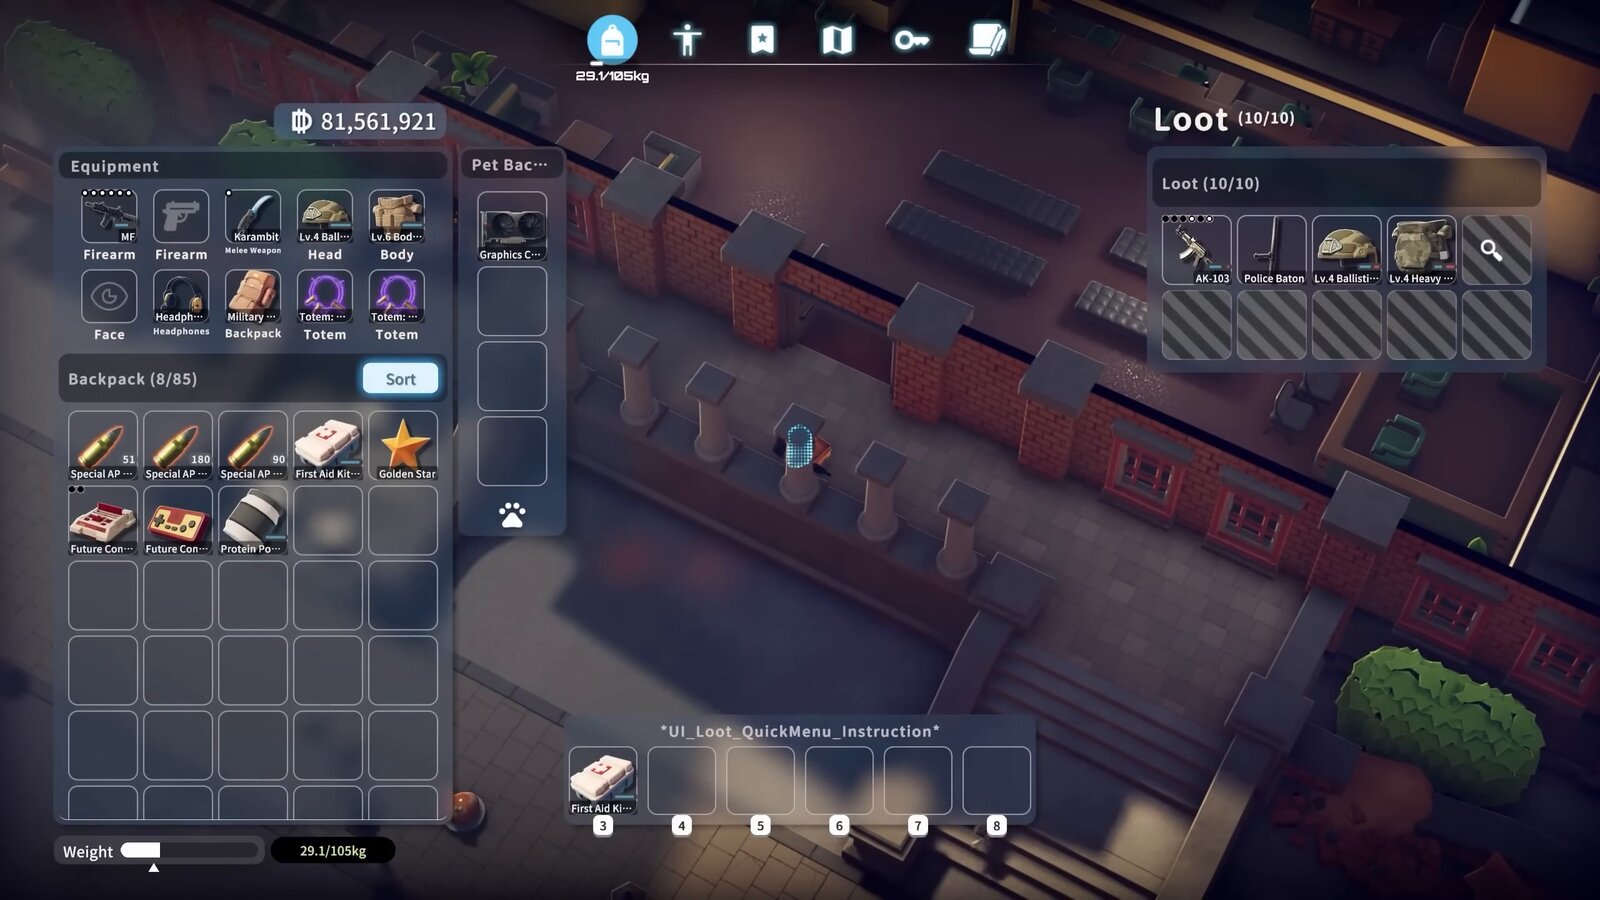 29.1/105kg
81,561,921
Equipment
MF
Karambit
Lv.4 Ball···
Lv.6 Bod···
Firearm
Firearm
Melee Weapon
Head
Body
Headph···
Military ···
Totem: ···
Totem: ···
Face
Headphones
Backpack
Totem
Totem
Backpack (8/85)
Sort
51
180
90
Special AP ···
Special AP ···
Special AP ···
First Aid Kit···
Golden Star
Future Con···
Future Con···
Protein Po···
Weight
29.1/105kg
Pet Bac···
Graphics C···
Loot (10/10)
Loot (10/10)
AK-103
Police Baton
Lv.4 Ballisti···
Lv.4 Heavy ···
*UI_Loot_QuickMenu_Instruction*
First Aid Ki···
3
4
5
6
7
8